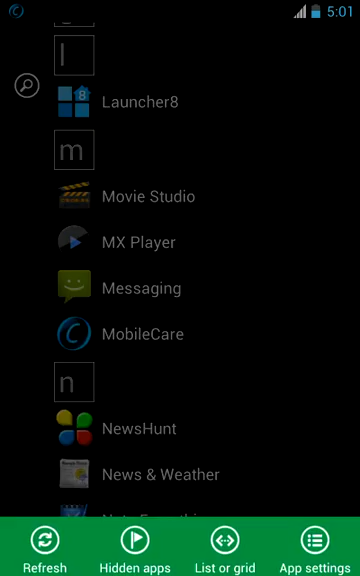 5:01
l
8
Launcher8
m
Movie Studio
MX Player
Messaging
MobileCare
n
NewsHunt
News & Weather
Refresh
Hidden apps
List or grid
App settings